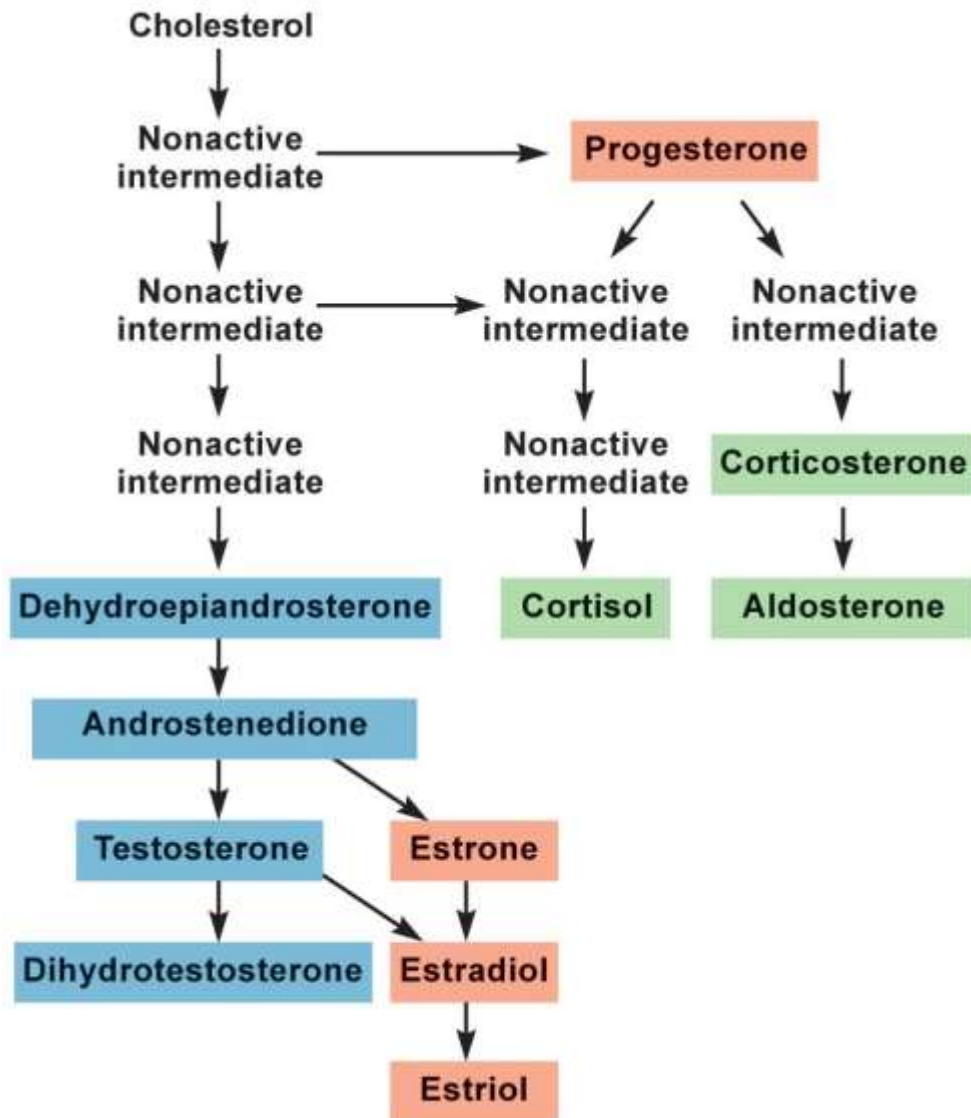 Cholesterol
Nonactive
intermediate
Progesterone
Nonactive
intermediate
Nonactive
intermediate
Nonactive
intermediate
Nonactive
intermediate
Nonactive
intermediate
Corticosterone
Dehydroepiandrosterone
Cortisol
Aldosterone
Androstenedione
Testosterone
Estrone
Dihydrotestosterone
Estradiol
Estriol